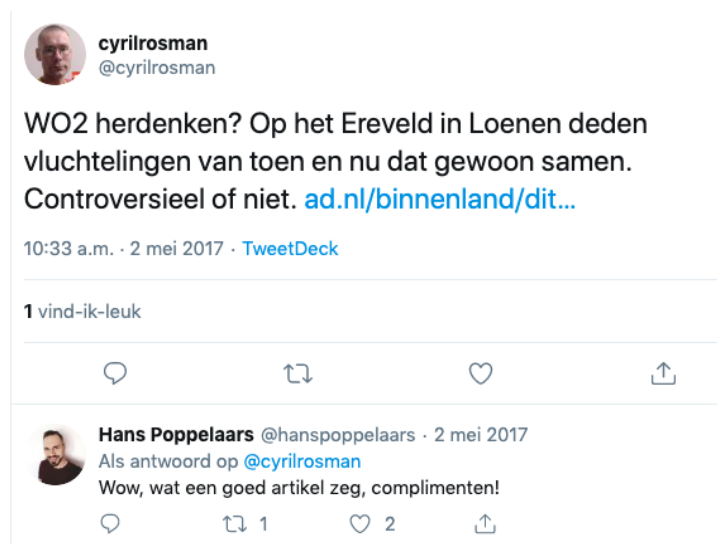 cyrilrosman
@cyrilrosman
WO2 herdenken? Op het Ereveld in Loenen deden
vluchtelingen van toen en nu dat gewoon samen.
Controversieel of niet. ad.nl/binnenland/dit...
10:33 a.m. · 2 mei 2017 · TweetDeck
1 vind-ik-leuk
Hans Poppelaars @hanspoppelaars · 2 mei 2017
Als antwoord op @cyrilrosman
Wow, wat een goed artikel zeg, complimenten!
1 2